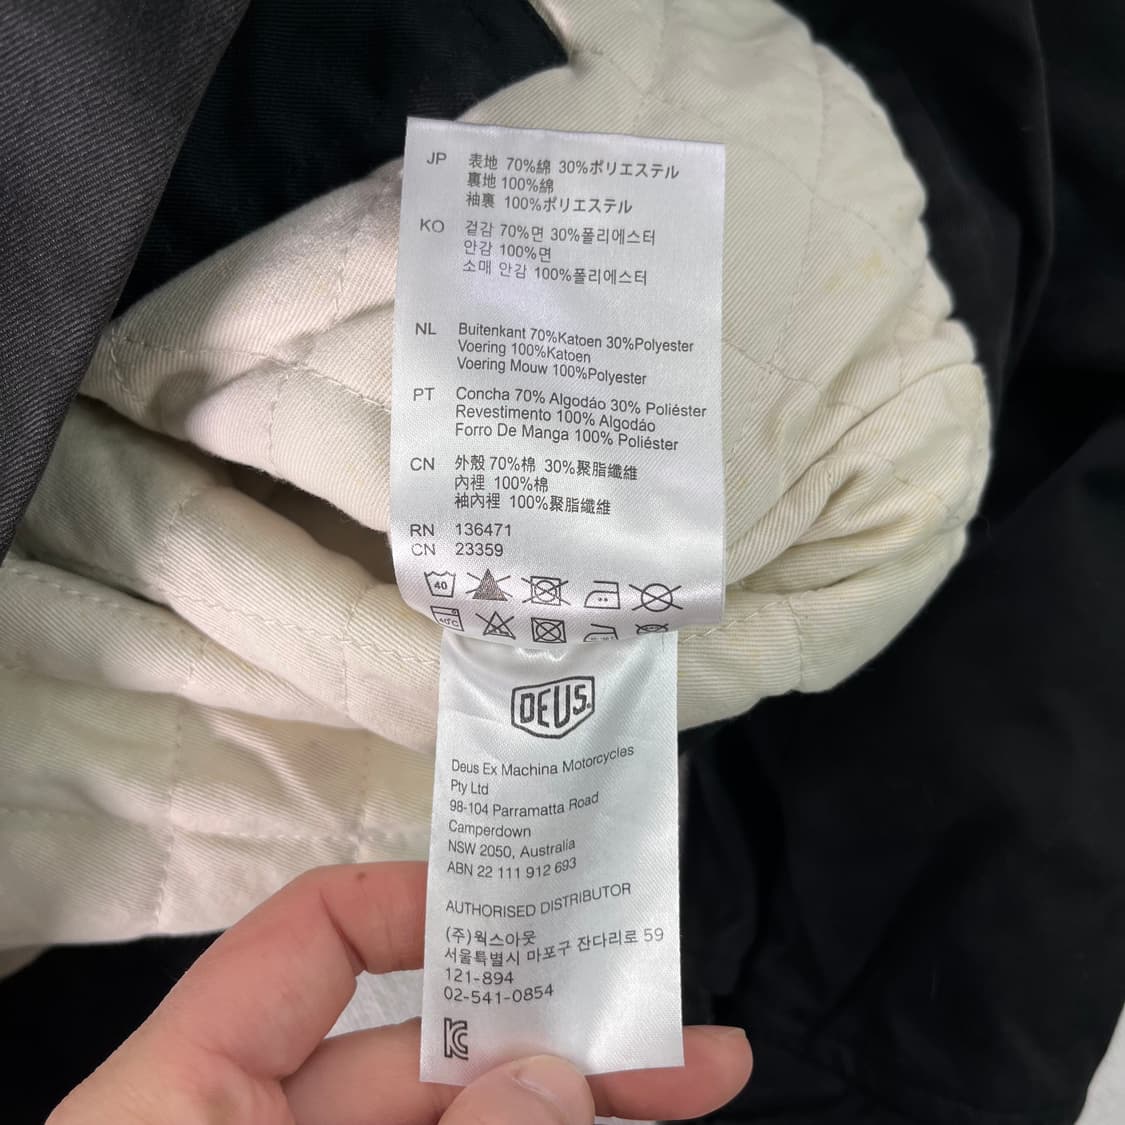 JP 表地 70%綿 30%ポリエステル
裏地 100%綿
袖裏 100%ポリエステル
KO 겉감 70%면 30%폴리에스터
안감 100%면
소매 안감 100%폴리에스터
NL Buitenkant 70%Katoen 30%Polyester
Voering 100%Katoen
Voering Mouw 100%Polyester
PT Concha 70% Algodáo 30% Poliéster
Revestimento 100% Algodáo
Forro De Manga 100% Poliéster
CN 外殼 70%棉 30%聚脂纖維
內裡 100%棉
袖內裡 100%聚脂纖維
RN 136471
CN 23359
40
40℃
DEUS.
Deus Ex Machina Motorcycles
Pty Ltd
98-104 Parramatta Road
Camperdown
NSW 2050, Australia
ABN 22 111 912 693
AUTHORISED DISTRIBUTOR
(주)웍스아웃
서울특별시 마포구 잔다리로 59
121-894
02-541-0854